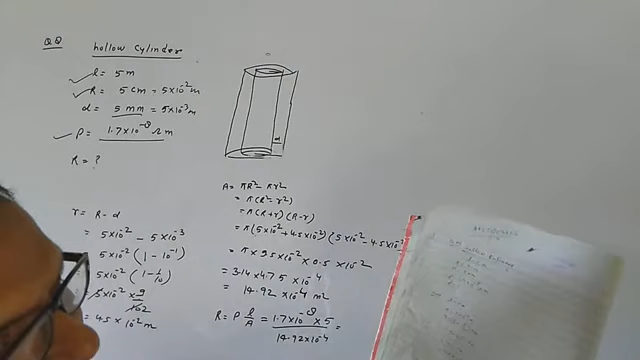 QQ hollow cylinder
l = 5 m
R = 5 cm = 5×10⁻² m
d = 5 mm = 5×10⁻³ m
ρ = 1.7×10⁻⁸ Ω m
R = ?
d
r = R - d
= 5×10⁻² - 5×10⁻³
5×10⁻² (1 - 10⁻¹)
5×10⁻² (1 - 1/10)
5×10⁻² × 9/10
= 4.5 × 10⁻² m
A = πR² - πr²
= π(R² - r²)
= π(R+r)(R-r)
= π(5×10⁻² + 4.5×10⁻²)(5×10⁻² - 4.5×10⁻²
= π × 9.5×10⁻² × 0.5 × 10⁻²
= 3.14 × 4.75 × 10⁻⁴
= 14.92 × 10⁻⁴ m²
R = ρ l/A = 1.7×10⁻⁸ × 5 / 14.92×10⁻⁴ =